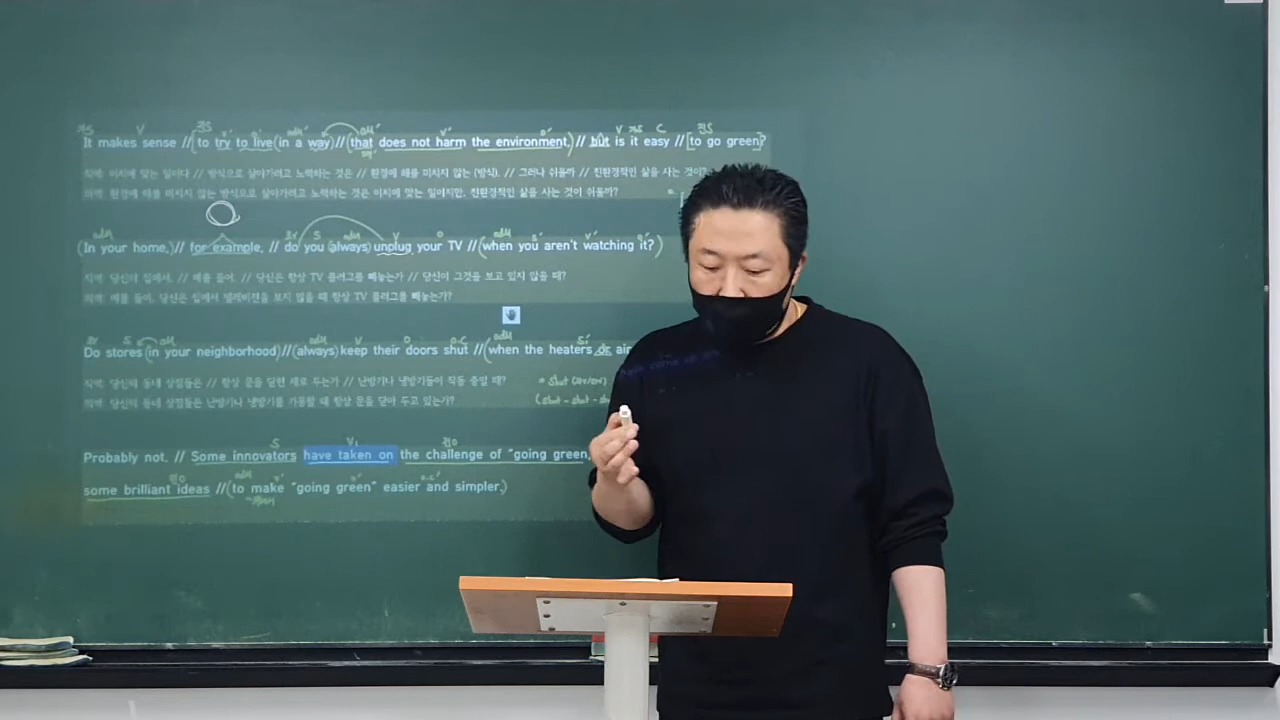 It makes sense // [to try to live (in a way) // (that does not harm the environment,) // but is it easy // [to go green]?
직역: 이치에 맞는 일이다 // 방식으로 살아가려고 노력하는 것은 // 환경에 해를 미치지 않는 (방식). // 그러나 쉬울까 // 친환경적인 삶을 사는 것이?
의역: 환경에 해를 미치지 않는 방식으로 살아가려고 노력하는 것은 이치에 맞는 일이지만, 친환경적인 삶을 사는 것이 쉬울까?
(In your home,) // for example, // do you (always) unplug your TV // (when you aren't watching it?)
직역: 당신의 집에서, // 예를 들어, // 당신은 항상 TV 플러그를 빼놓는가 // 당신이 그것을 보고 있지 않을 때?
의역: 예를 들어, 당신은 집에서 텔레비전을 보지 않을 때 항상 TV 플러그를 빼놓는가?
Do stores (in your neighborhood) // (always) keep their doors shut // (when the heaters or air
직역: 당신의 동네 상점들은 // 항상 문을 닫힌 채로 두는가 // 난방기나 냉방기들이 작동 중일 때?
의역: 당신의 동네 상점들은 난방기나 냉방기를 가동할 때 항상 문을 닫아 두고 있는가?
Probably not. // Some innovators have taken on the challenge of "going green,
some brilliant ideas // (to make "going green" easier and simpler.)